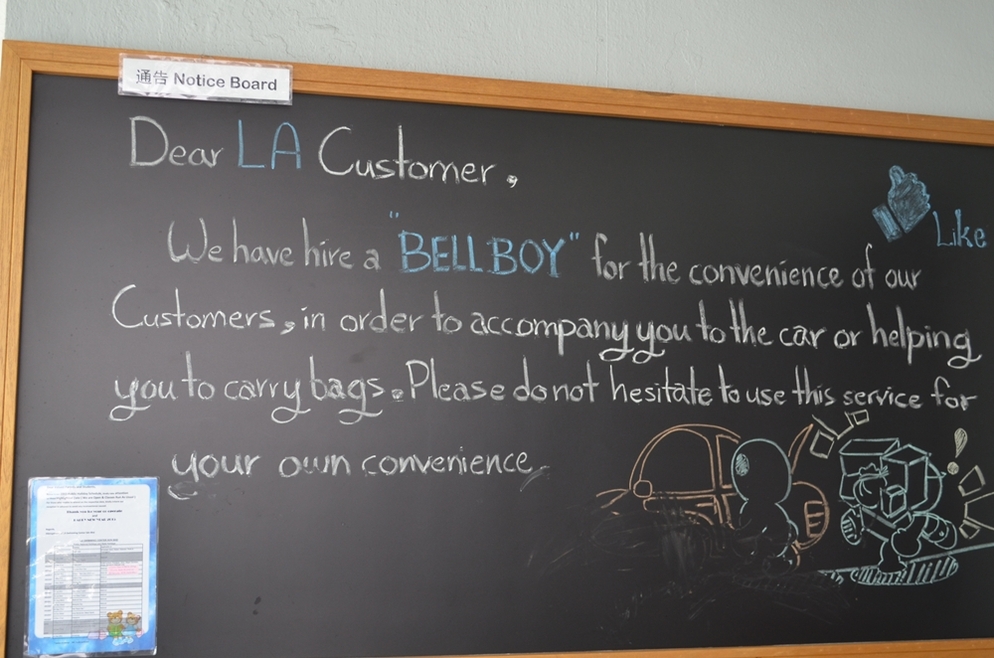 通告 Notice Board
Dear LA Customer,
Like
We have hire a "BELL BOY" for the convenience of our
Customers, in order to accompany you to the car or helping
you to carry bags. Please do not hesitate to use this service for
your own convenience,